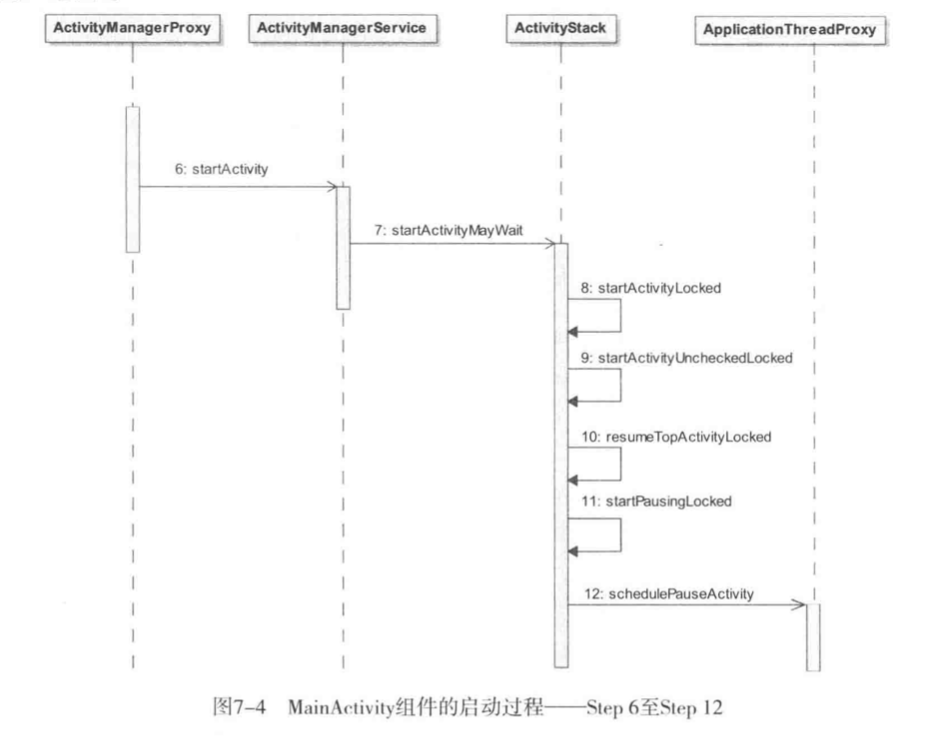 ActivityManagerProxy
ActivityManagerService
ActivityStack
ApplicationThreadProxy
6: startActivity
7: startActivityMayWait
8: startActivityLocked
9: startActivityUncheckedLocked
10: resumeTopActivityLocked
11: startPausingLocked
12: schedulePauseActivity
图7-4 MainActivity组件的启动过程——Step 6至Step 12